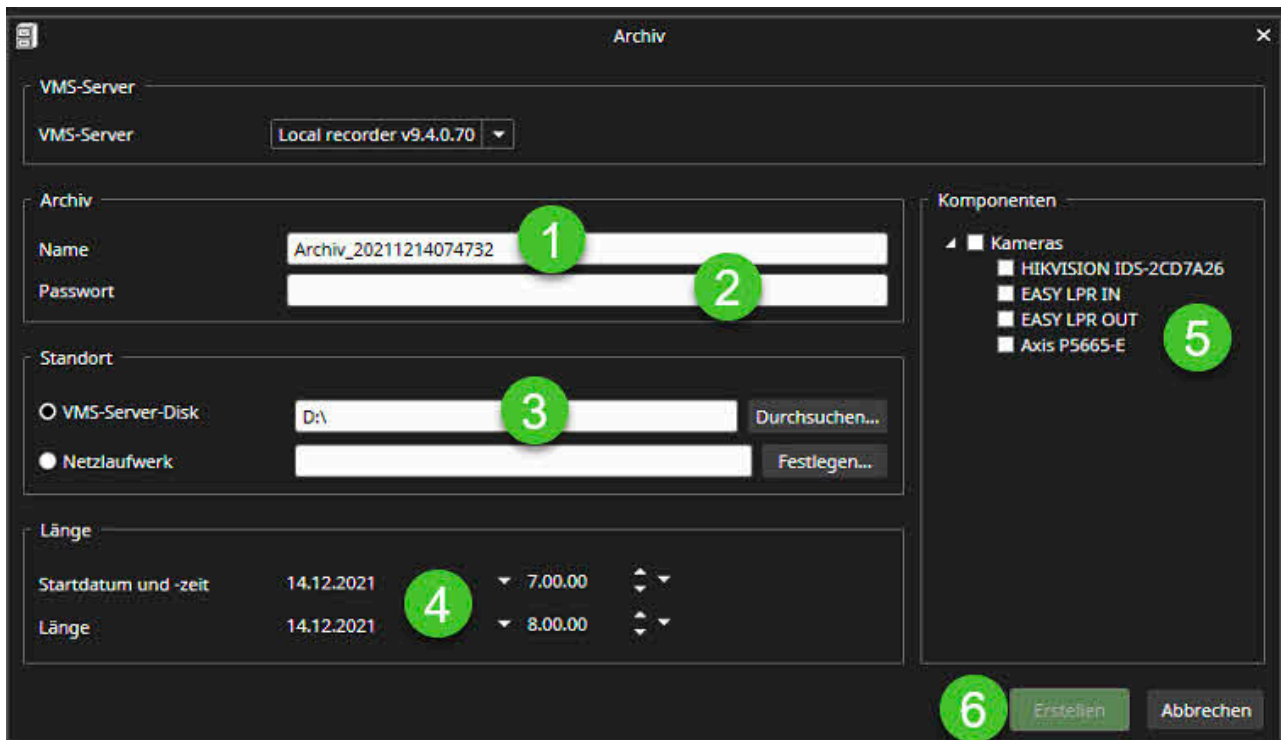 Archiv
VMS-Server
VMS-Server
Local recorder v9.4.0.70
Archiv
Name
Archiv_20211214074732
1
Passwort
2
Standort
VMS-Server-Disk
D:\
3
Durchsuchen...
Netzlaufwerk
Festlegen...
Länge
Startdatum und -zeit
14.12.2021
7.00.00
4
Länge
14.12.2021
8.00.00
Komponenten
Kameras
HIKVISION IDS-2CD7A26
EASY LPR IN
EASY LPR OUT
Axis P5665-E
5
6
Erstellen
Abbrechen